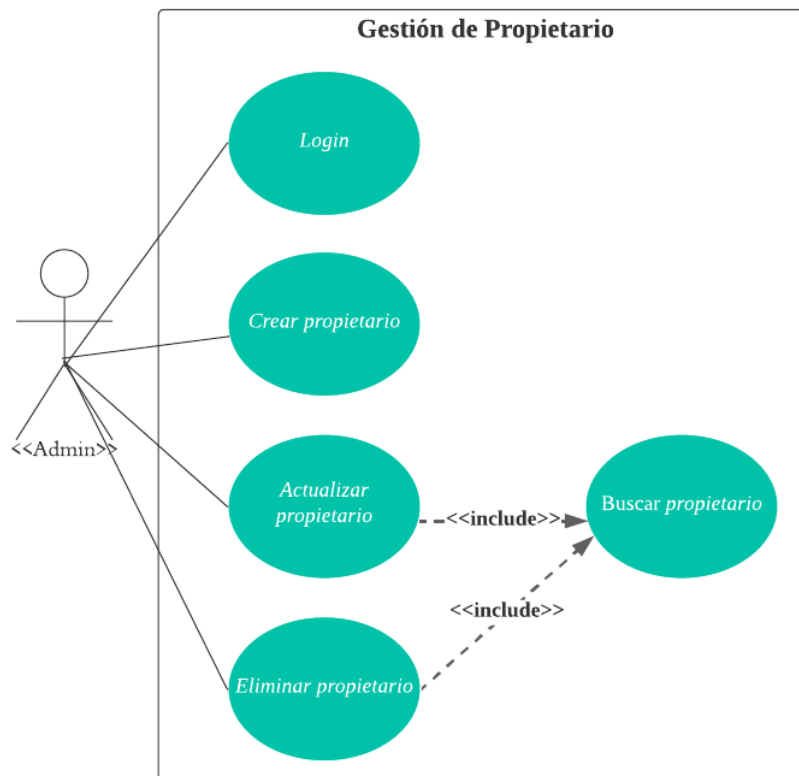 Gestión de Propietario
Login
Crear propietario
<<Admin>>
Actualizar
propietario
<<include>>
Buscar propietario
<<include>>
Eliminar propietario